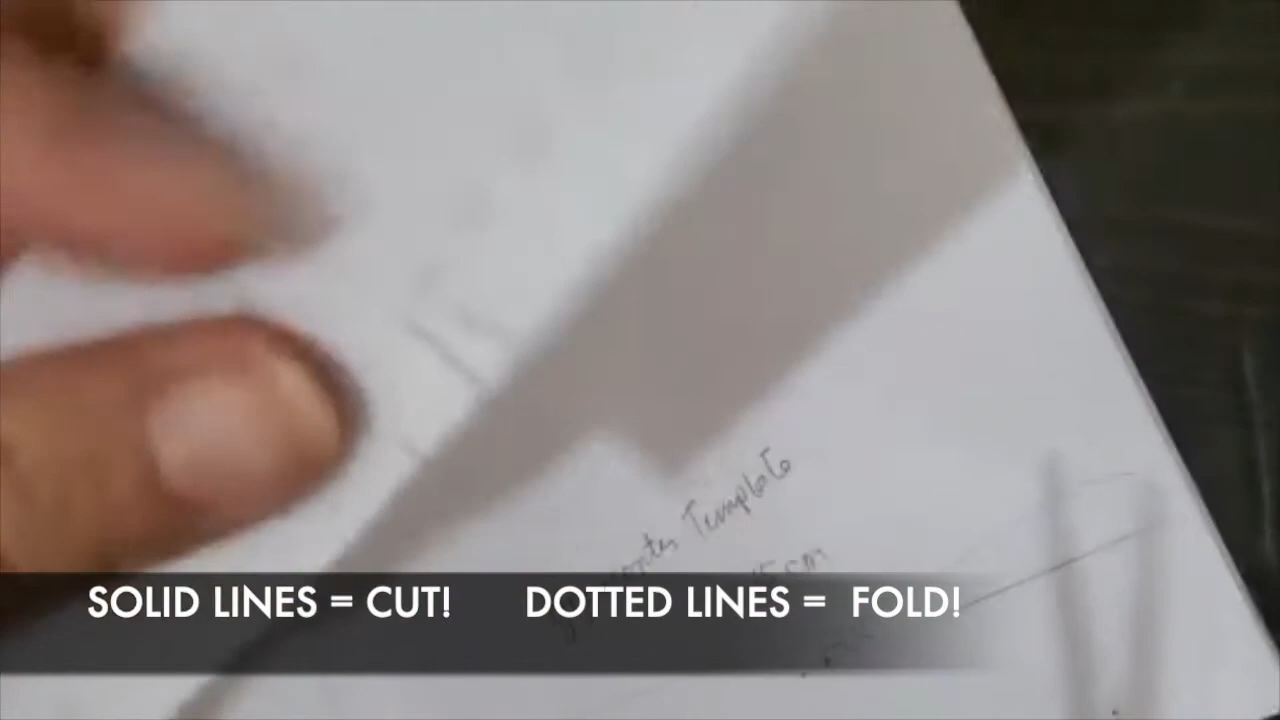 Template
SOLID LINES = CUT! DOTTED LINES = FOLD!